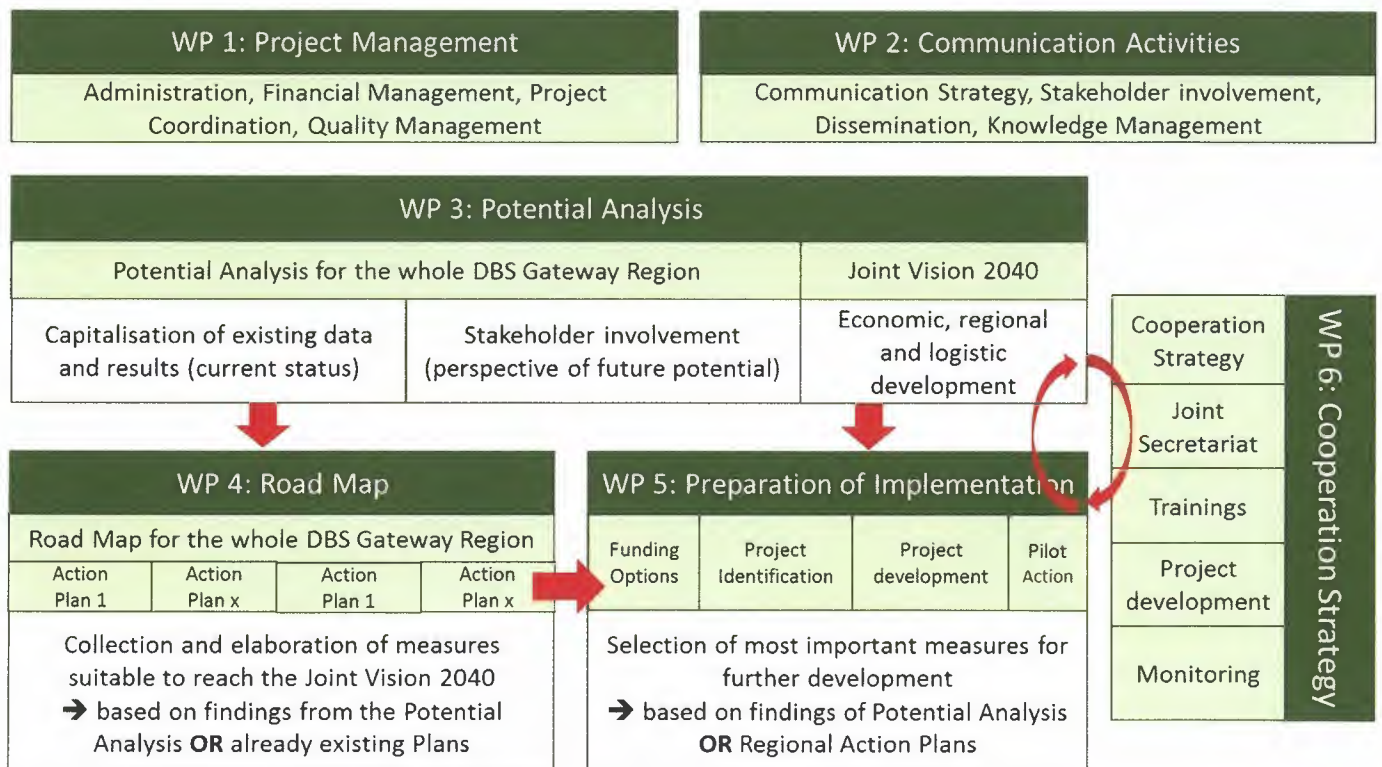 WP 1: Project Management
Administration, Financial Management, Project
Coordination, Quality Management
WP 2: Communication Activities
Communication Strategy, Stakeholder involvement,
Dissemination, Knowledge Management
WP 3: Potential Analysis
Potential Analysis for the whole DBS Gateway Region
Joint Vision 2040
Capitalisation of existing data
and results (current status)
Stakeholder involvement
(perspective of future potential)
Economic, regional
and logistic
development
WP 4: Road Map
Road Map for the whole DBS Gateway Region
Action
Plan 1
Action
Plan x
Action
Plan 1
Action
Plan x
Collection and elaboration of measures
suitable to reach the Joint Vision 2040
➔ based on findings from the Potential
Analysis OR already existing Plans
WP 5: Preparation of Implementation
Funding
Options
Project
Identification
Project
development
Pilot
Action
Selection of most important measures for
further development
➔ based on findings of Potential Analysis
OR Regional Action Plans
Cooperation
Strategy
Joint
Secretariat
Trainings
Project
development
Monitoring
WP 6: Cooperation Strategy